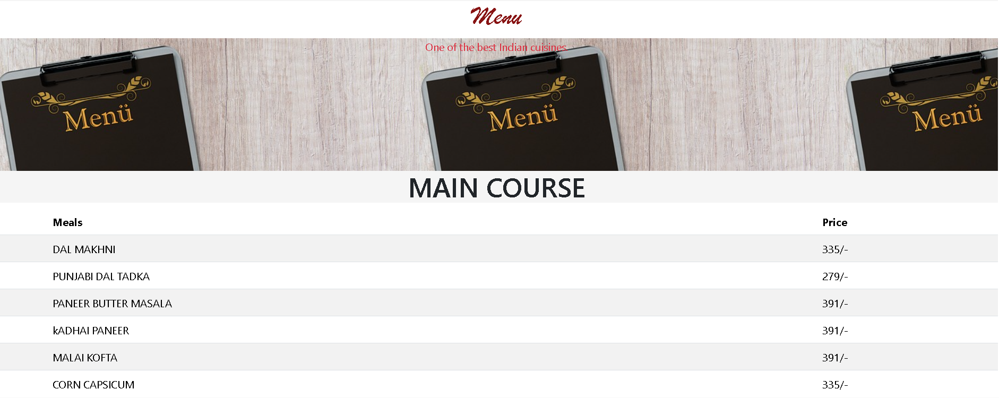 Menu
One of the best Indian cuisines.
Menü Menü Menü
MAIN COURSE
Meals Price
DAL MAKHNI 335/-
PUNJABI DAL TADKA 279/-
PANEER BUTTER MASALA 391/-
kADHAI PANEER 391/-
MALAI KOFTA 391/-
CORN CAPSICUM 335/-